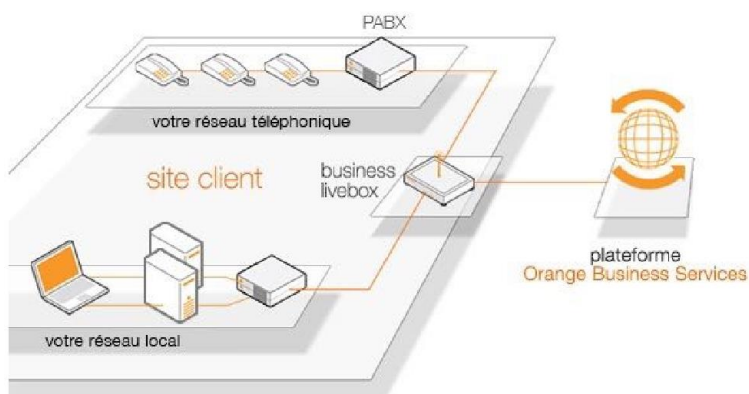 PABX
votre réseau téléphonique
site client
business
livebox
plateforme
Orange Business Services
votre réseau local